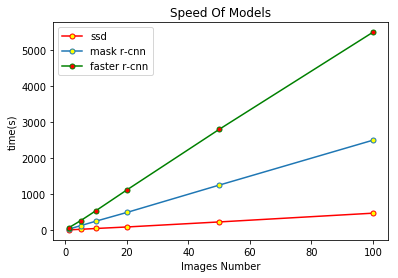 Speed Of Models
ssd
mask r-cnn
faster r-cnn
time(s)
5000
4000
3000
2000
1000
0
0 20 40 60 80 100
Images Number